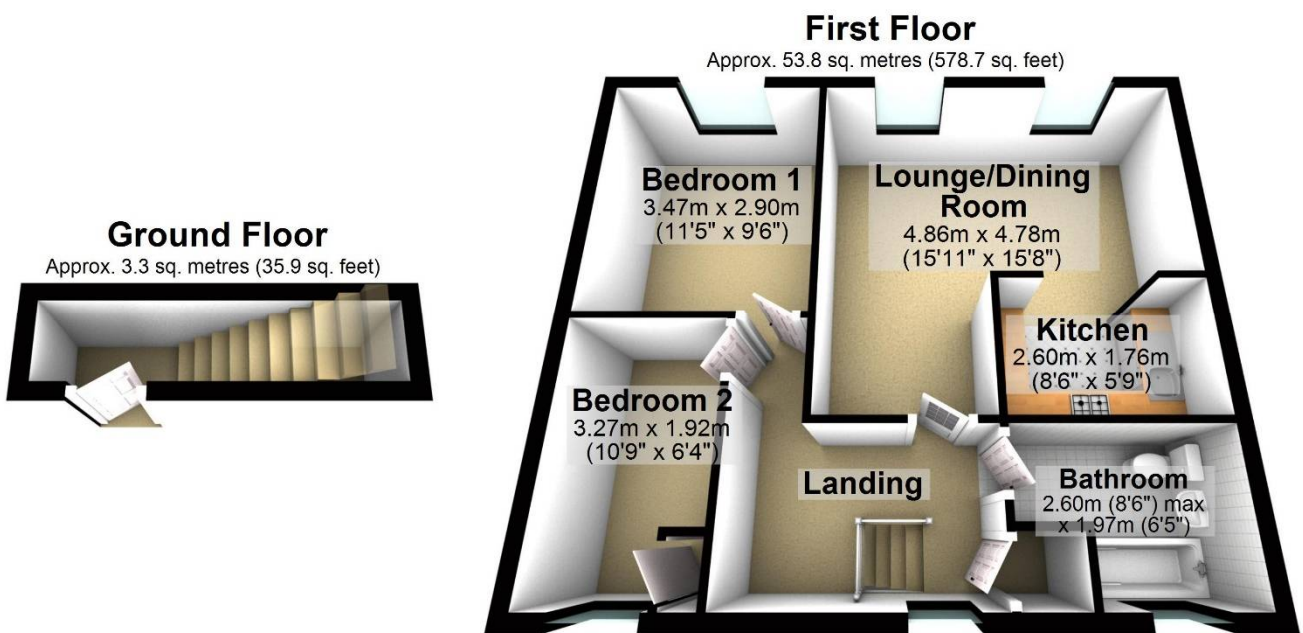 First Floor
Approx. 53.8 sq. metres (578.7 sq. feet)
Ground Floor
Approx. 3.3 sq. metres (35.9 sq. feet)
Bedroom 1
3.47m x 2.90m
(11'5" x 9'6")
Lounge/Dining
Room
4.86m x 4.78m
(15'11" x 15'8")
Kitchen
2.60m x 1.76m
(8'6" x 5'9")
Bedroom 2
3.27m x 1.92m
(10'9" x 6'4")
Landing
Bathroom
2.60m (8'6") max
x 1.97m (6'5")